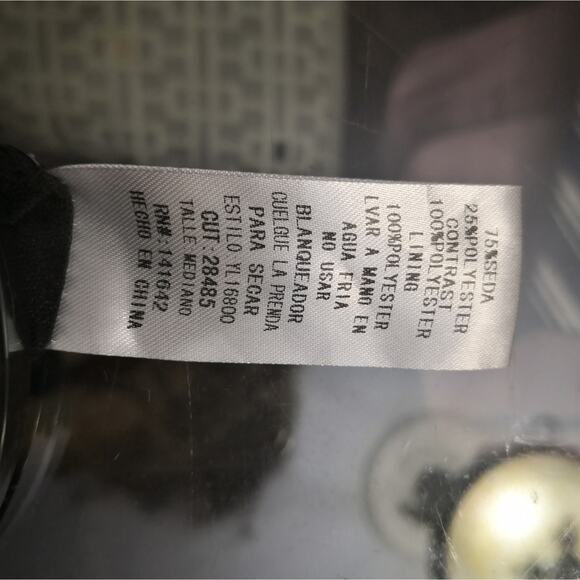 75%SEDA
25%POLYESTER
CONTRAST
100%POLYESTER
LINING
100%POLYESTER
LVAR A MANO EN
AGUA FRIA
NO USAR
BLANQUEADOR
CUELGUE LA PRENDA
PARA SECAR
ESTILO:YL16800
CUT:28485
TALLE MEDIANO
RN#:141642
HECHO EN CHINA